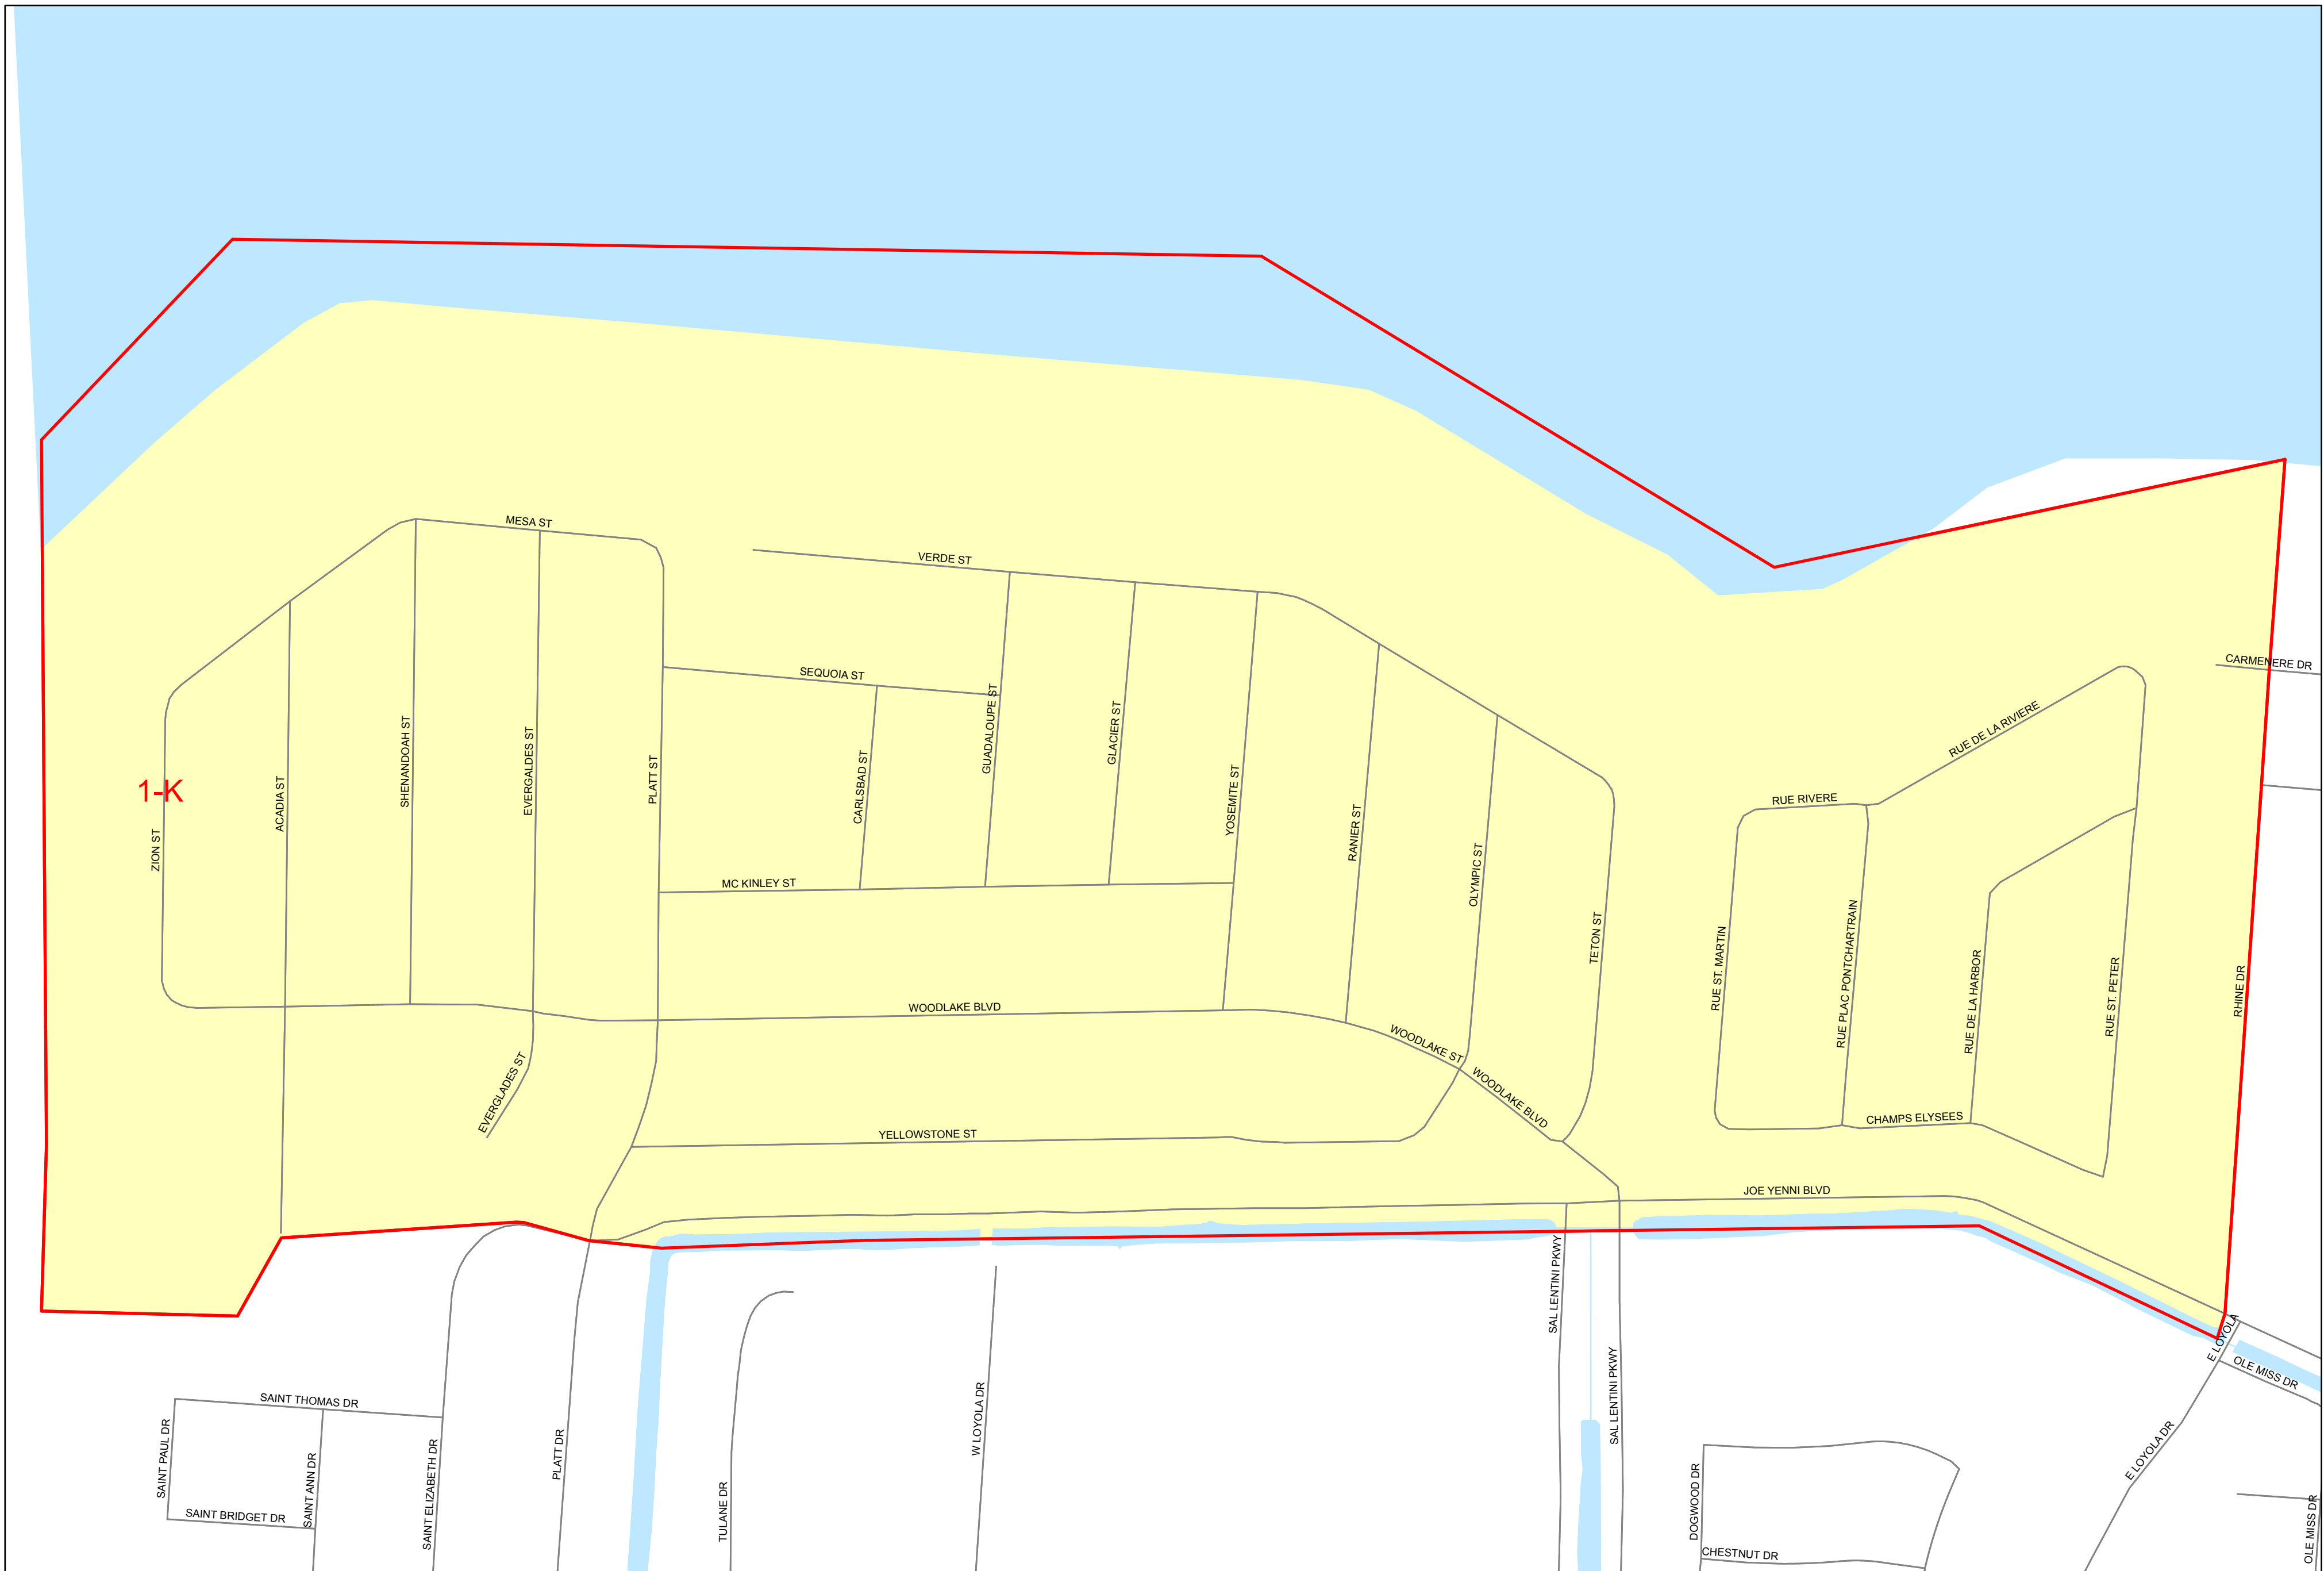 MESA ST
VERDE ST
SEQUOIA ST
CARMENERE DR
RUE DE LA RIVIERE
1-K
ZION ST
ACADIA ST
SHENANDOAH ST
EVERGALDES ST
PLATT ST
CARLSBAD ST
GUADALOUPE ST
GLACIER ST
YOSEMITE ST
RANIER ST
OLYMPIC ST
TETON ST
RUE RIVERE
RUE ST. MARTIN
RUE PLAC PONTCHARTRAIN
RUE DE LA HARBOR
RUE ST. PETER
RHINE DR
MC KINLEY ST
WOODLAKE BLVD
WOODLAKE ST
WOODLAKE BLVD
EVERGLADES ST
YELLOWSTONE ST
CHAMPS ELYSEES
JOE YENNI BLVD
SAL LENTINI PKWY
SAL LENTINI PKWY
E LOYOLA
OLE MISS DR
SAINT THOMAS DR
SAINT PAUL DR
SAINT ANN DR
SAINT BRIDGET DR
SAINT ELIZABETH DR
PLATT DR
TULANE DR
W LOYOLA DR
DOGWOOD DR
CHESTNUT DR
E LOYOLA DR
OLE MISS DR